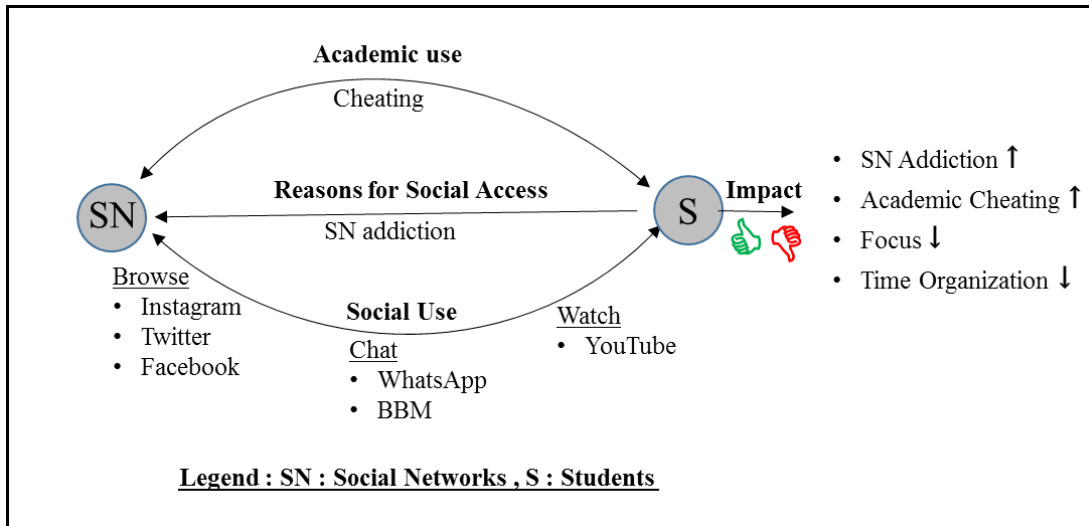 Academic use
Cheating
SN
Reasons for Social Access
SN addiction
S
Impact
• SN Addiction ↑
• Academic Cheating ↑
• Focus ↓
• Time Organization ↓
Browse
• Instagram
• Twitter
• Facebook
Social Use
Chat
• WhatsApp
• BBM
Watch
• YouTube
Legend : SN : Social Networks , S : Students